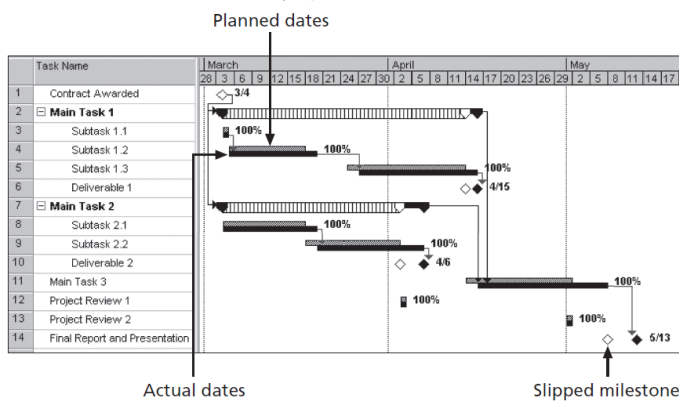 Planned dates
Task Name March April May
28 3 6 9 12 15 18 21 24 27 30 2 5 8 11 14 17 20 23 26 29 2 5 8 11 14 17
1 Contract Awarded 3/4
2 Main Task 1
3 Subtask 1.1 100%
4 Subtask 1.2 100%
5 Subtask 1.3 100%
6 Deliverable 1 4/15
7 Main Task 2
8 Subtask 2.1 100%
9 Subtask 2.2 100%
10 Deliverable 2 4/6
11 Main Task 3 100%
12 Project Review 1 100%
13 Project Review 2 100%
14 Final Report and Presentation 5/13
Actual dates Slipped milestone